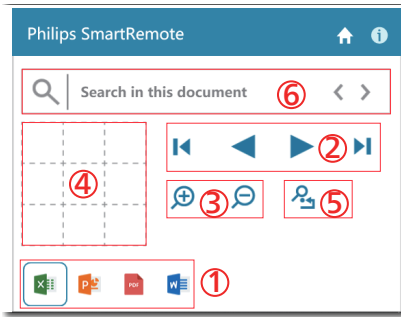 Philips SmartRemote
Search in this document
⑥
②
④
③
⑤
X
P
PDF
W
①